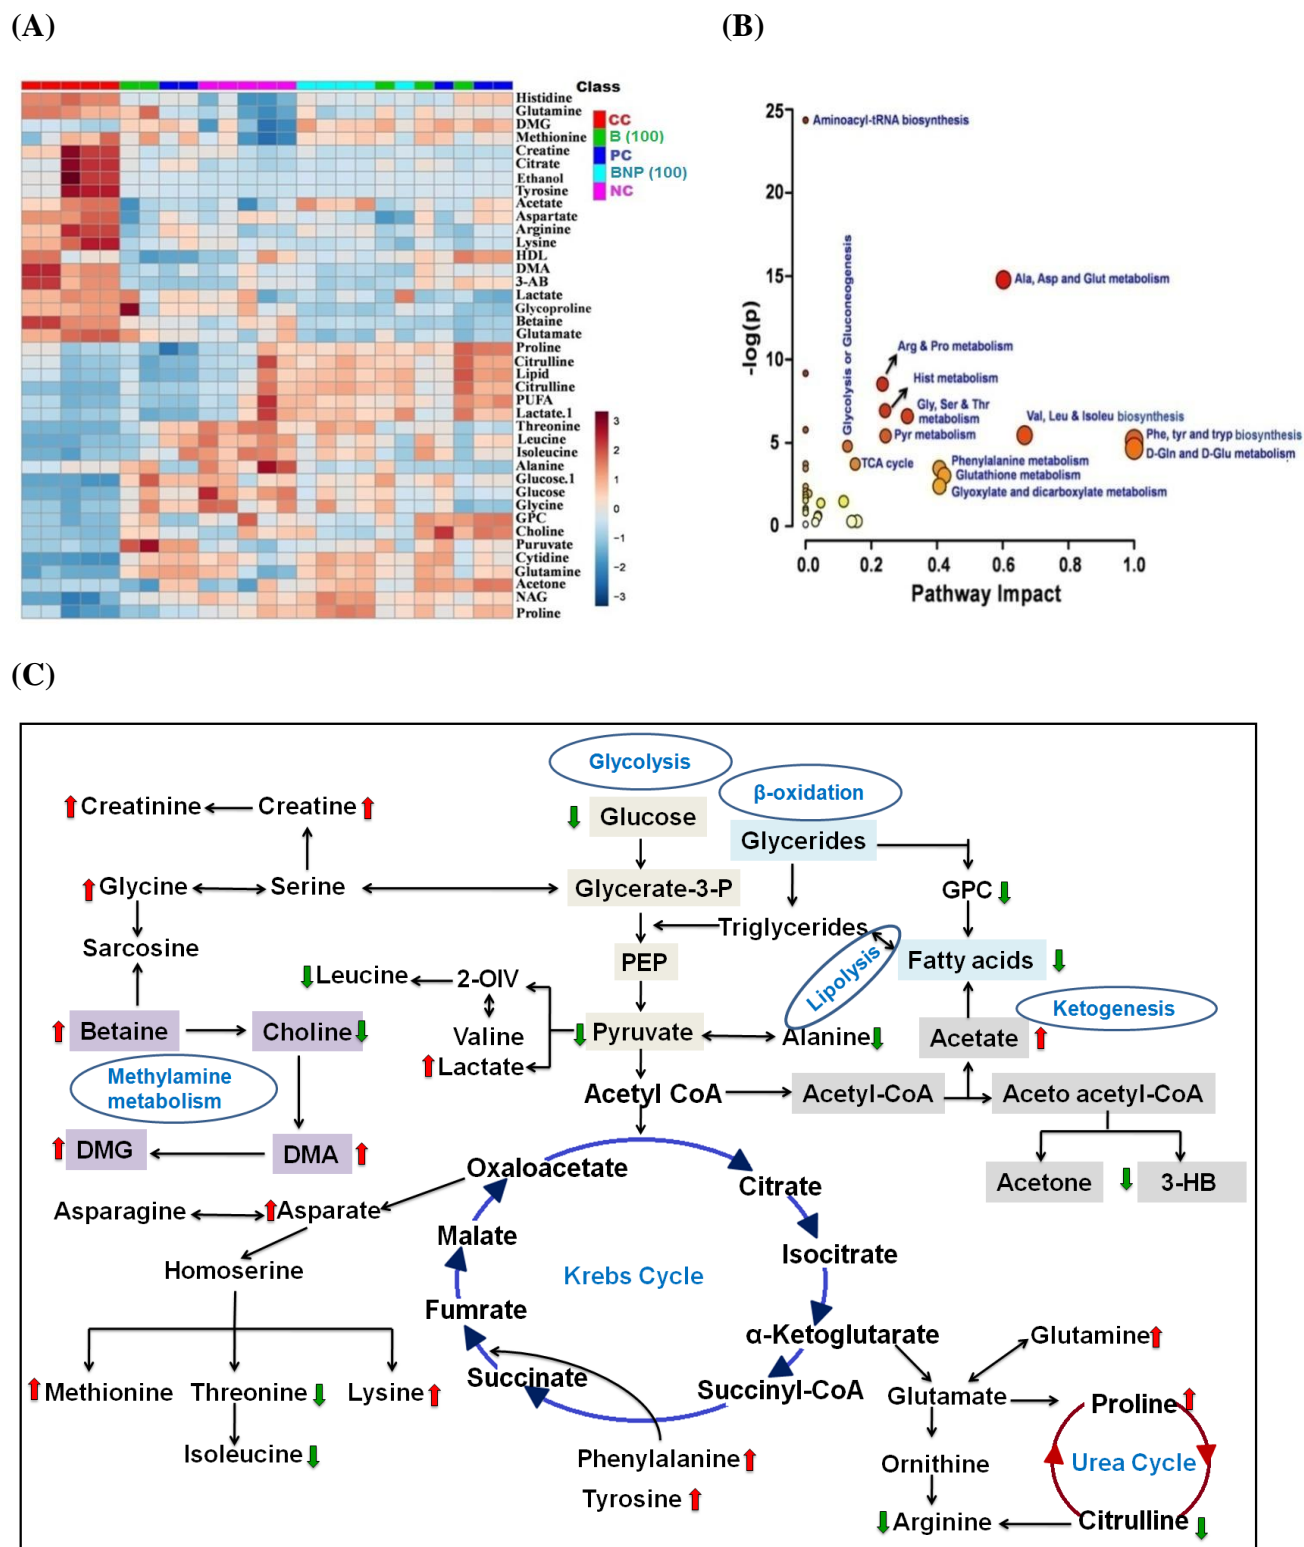 (A)
(B)
Class
CC
B (100)
PC
BNP (100)
NC
Histidine
Glutamine
DMG
Methionine
Creatine
Citrate
Ethanol
Tyrosine
Acetate
Aspartate
Arginine
Lysine
HDL
DMA
3-AB
Lactate
Glycoproline
Betaine
Glutamate
Proline
Citrulline
Lipid
Citrulline
PUFA
Lactate.1
Threonine
Leucine
Isoleucine
Alanine
Glucose.1
Glucose
Glycine
GPC
Choline
Puruvate
Cytidine
Glutamine
Acetone
NAG
Proline
3
2
1
0
−1
−2
−3
-log(p)
25
20
15
10
5
0
0.0 0.2 0.4 0.6 0.8 1.0
Pathway Impact
Aminoacyl-tRNA biosynthesis
Glycolysis or Gluconeogenesis
Ala, Asp and Glut metabolism
Arg & Pro metabolism
Hist metabolism
Gly, Ser & Thr
metabolism
Val, Leu & Isoleu biosynthesis
Pyr metabolism
Phe, tyr and tryp biosynthesis
D-Gln and D-Glu metabolism
TCA cycle
Phenylalanine metabolism
Glutathione metabolism
Glyoxylate and dicarboxylate metabolism
(C)
Glycolysis
β-oxidation
Creatinine
Creatine
Glucose
Glycerides
Glycine
Serine
Glycerate-3-P
GPC
Triglycerides
Sarcosine
PEP
Lipolysis
Fatty acids
Leucine
2-OIV
Ketogenesis
Betaine
Choline
Valine
Pyruvate
Alanine
Acetate
Lactate
Methylamine
metabolism
Acetyl CoA
Acetyl-CoA
Aceto acetyl-CoA
DMG
DMA
Oxaloacetate
Citrate
Acetone
3-HB
Asparagine
Asparate
Malate
Isocitrate
Homoserine
Krebs Cycle
Fumrate
α-Ketoglutarate
Glutamine
Methionine
Threonine
Lysine
Succinate
Succinyl-CoA
Glutamate
Proline
Isoleucine
Phenylalanine
Ornithine
Urea Cycle
Tyrosine
Arginine
Citrulline